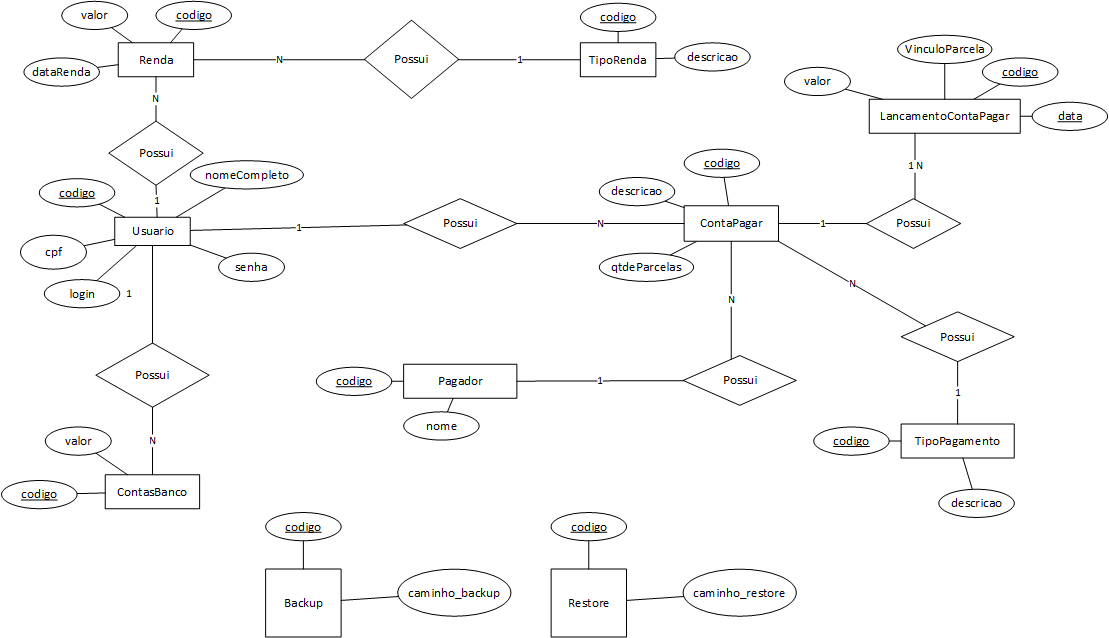 valor
codigo
Renda
dataRenda
N
Possui
1
TipoRenda
codigo
descricao
N
Possui
1
VinculoParcela
valor
codigo
LancamentoContaPagar
data
1 N
Possui
1
codigo
nomeCompleto
Usuario
cpf
login
senha
1
Possui
N
codigo
descricao
ContaPagar
qtdeParcelas
1
Possui
N
valor
codigo
ContasBanco
N
Possui
1
codigo
Pagador
nome
N
Possui
1
codigo
TipoPagamento
descricao
codigo
Backup
caminho_backup
codigo
Restore
caminho_restore